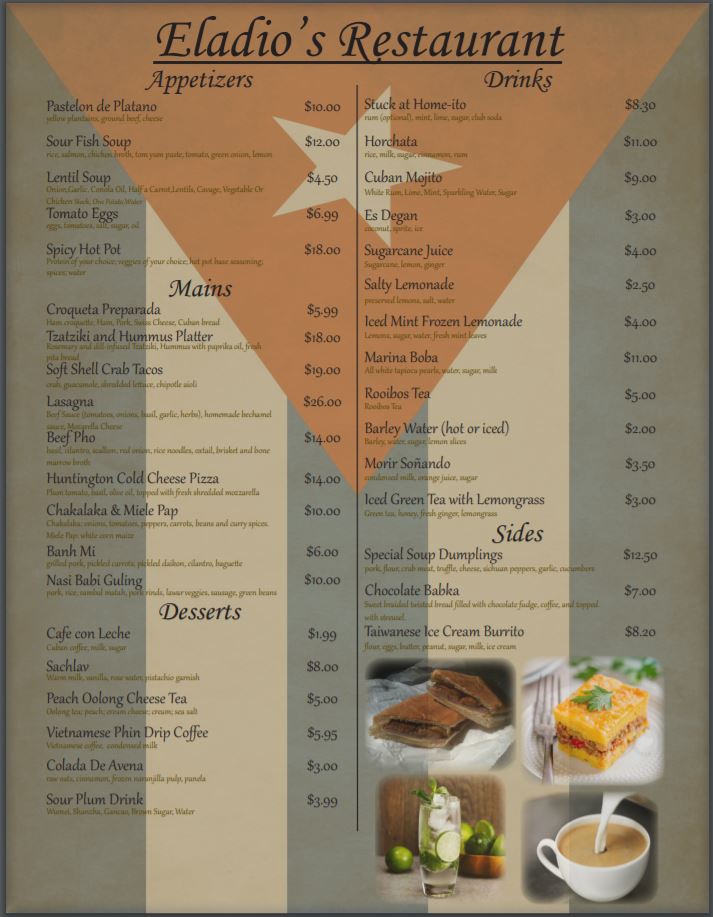 Eladio's Restaurant
Appetizers
Pastelon de Platano $10.00
yellow plantains, ground beef, cheese
Sour Fish Soup $12.00
rice, salmon, chicken broth, tom yum paste, tomato, green onion, lemon
Lentil Soup $4.50
Onion,Garlic, Conola Oil, Half a Carrot,Lentils, Cavage, Vegetable Or
Chicken Stock, One Potato,Water
Tomato Eggs $6.99
eggs, tomatoes, salt, sugar, oil
Spicy Hot Pot $18.00
Protein of your choice; veggies of your choice; hot pot base seasoning;
spices; water
Mains
Croqueta Preparada $5.99
Ham croquette, Ham, Pork, Swiss Cheese, Cuban bread
Tzatziki and Hummus Platter $18.00
Rosemary and dill-infused Tzatziki, Hummus with paprika oil, fresh
pita bread
Soft Shell Crab Tacos $19.00
crab, guacamole, shredded lettuce, chipotle aioli
Lasagna $26.00
Beef Sauce (tomatoes, onions, basil, garlic, herbs), homemade bechamel
sauce, Mozarella Cheese
Beef Pho $14.00
basil, cilantro, scallion, red onion, rice noodles, oxtail, brisket and bone
marrow broth
Huntington Cold Cheese Pizza $14.00
Plum tomato, basil, olive oil, topped with fresh shredded mozzarella
Chakalaka & Miele Pap $10.00
Chakalaka: onions, tomatoes, peppers, carrots, beans and curry spices.
Miele Pap: white corn maize
Banh Mi $6.00
grilled pork, pickled carrots, pickled daikon, cilantro, baguette
Nasi Babi Guling $10.00
pork, rice, sambal matah, pork rinds, lawar veggies, sausage, green beans
Desserts
Cafe con Leche $1.99
Cuban coffee, milk, sugar
Sachlav $8.00
Warm milk, vanilla, rose water, pistachio garnish
Peach Oolong Cheese Tea $5.00
Oolong tea; peach; cream cheese; cream; sea salt
Vietnamese Phin Drip Coffee $5.95
Vietnamese coffee, condensed milk
Colada De Avena $3.00
raw oats, cinnamon, frozen naranjilla pulp, panela
Sour Plum Drink $3.99
Wumei, Shanzha, Gancao, Brown Sugar, Water
Drinks
Stuck at Home-ito $8.30
rum (optional), mint, lime, sugar, club soda
Horchata $11.00
rice, milk, sugar, cinnamon, rum
Cuban Mojito $9.00
White Rum, Lime, Mint, Sparkling Water, Sugar
Es Degan $3.00
coconut, sprite, ice
Sugarcane Juice $4.00
Sugarcane, lemon, ginger
Salty Lemonade $2.50
preserved lemons, salt, water
Iced Mint Frozen Lemonade $4.00
Lemons, sugar, water, fresh mint leaves
Marina Boba $11.00
All white tapioca pearls, water, sugar, milk
Rooibos Tea $5.00
Rooibos Tea
Barley Water (hot or iced) $2.00
Barley, water, sugar, lemon slices
Morir Soñando $3.50
condensed milk, orange juice, sugar
Iced Green Tea with Lemongrass $3.00
Green tea, honey, fresh ginger, lemongrass
Sides
Special Soup Dumplings $12.50
pork, flour, crab meat, truffle, cheese, sichuan peppers, garlic, cucumbers
Chocolate Babka $7.00
Sweet braided twisted bread filled with chocolate fudge, coffee, and topped
with streusel.
Taiwanese Ice Cream Burrito $8.20
flour, eggs, butter, peanut, sugar, milk, ice cream